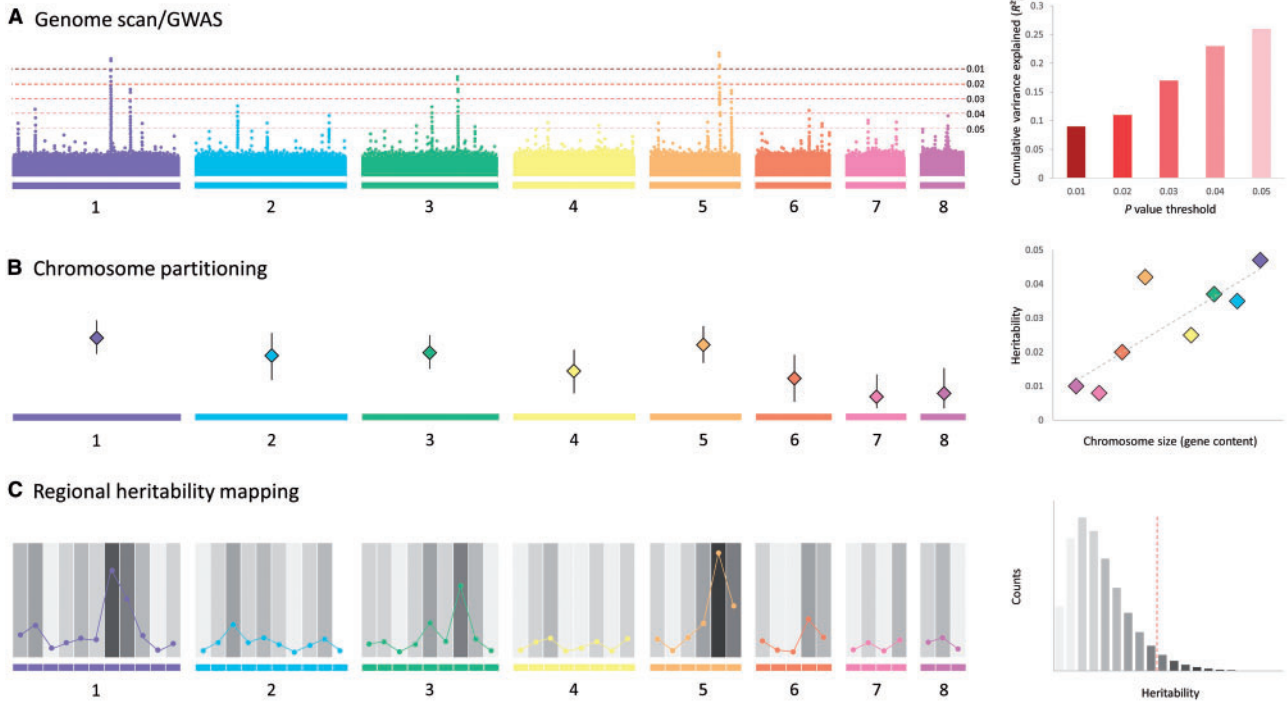 A Genome scan/GWAS
0.01
0.02
0.03
0.04
0.05
1 2 3 4 5 6 7 8
Cumulative varirance explained (R²
0.3
0.25
0.2
0.15
0.1
0.05
0
0.01 0.02 0.03 0.04 0.05
P value threshold
B Chromosome partitioning
1 2 3 4 5 6 7 8
Heritability
0.05
0.04
0.03
0.02
0.01
0
Chromosome size (gene content)
C Regional heritability mapping
1 2 3 4 5 6 7 8
Counts
Heritability